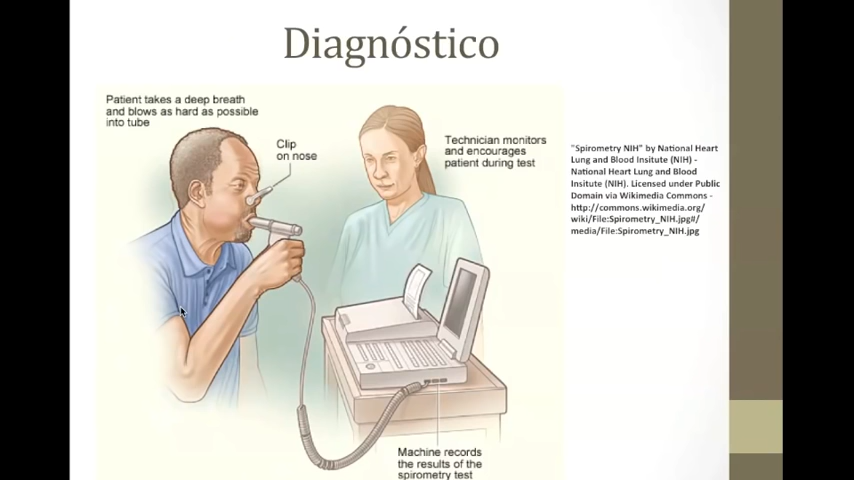 Diagnóstico
Patient takes a deep breath
and blows as hard as possible
into tube
Clip
on nose
Technician monitors
and encourages
patient during test
"Spirometry NIH" by National Heart
Lung and Blood Insitute (NIH) -
National Heart Lung and Blood
Insitute (NIH). Licensed under Public
Domain via Wikimedia Commons -
http://commons.wikimedia.org/
wiki/File:Spirometry_NIH.jpg#/
media/File:Spirometry_NIH.jpg
Machine records
the results of the
spirometry test